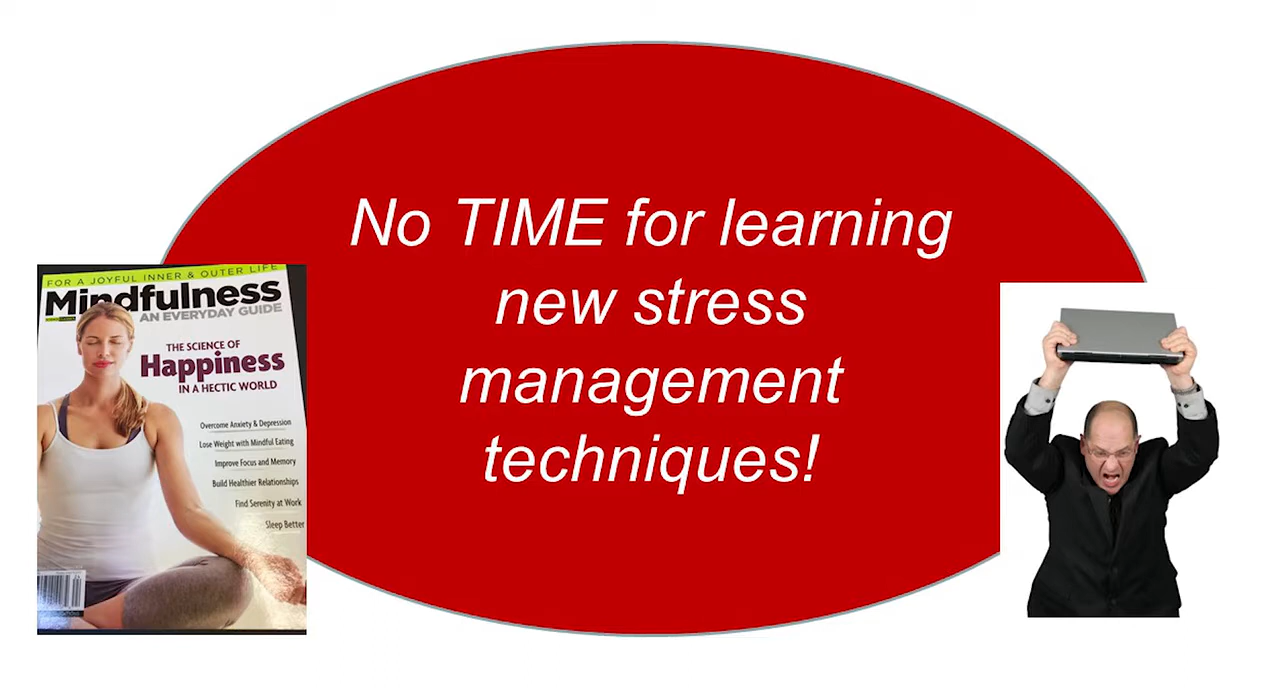 No TIME for learning
new stress
management
techniques!
FOR A JOYFUL INNER & OUTER LIFE
Mindfulness
AN EVERYDAY GUIDE
THE SCIENCE OF
Happiness
IN A HECTIC WORLD
Overcome Anxiety & Depression
Lose Weight with Mindful Eating
Improve Focus and Memory
Build Healthier Relationships
Find Serenity at Work
Sleep Better